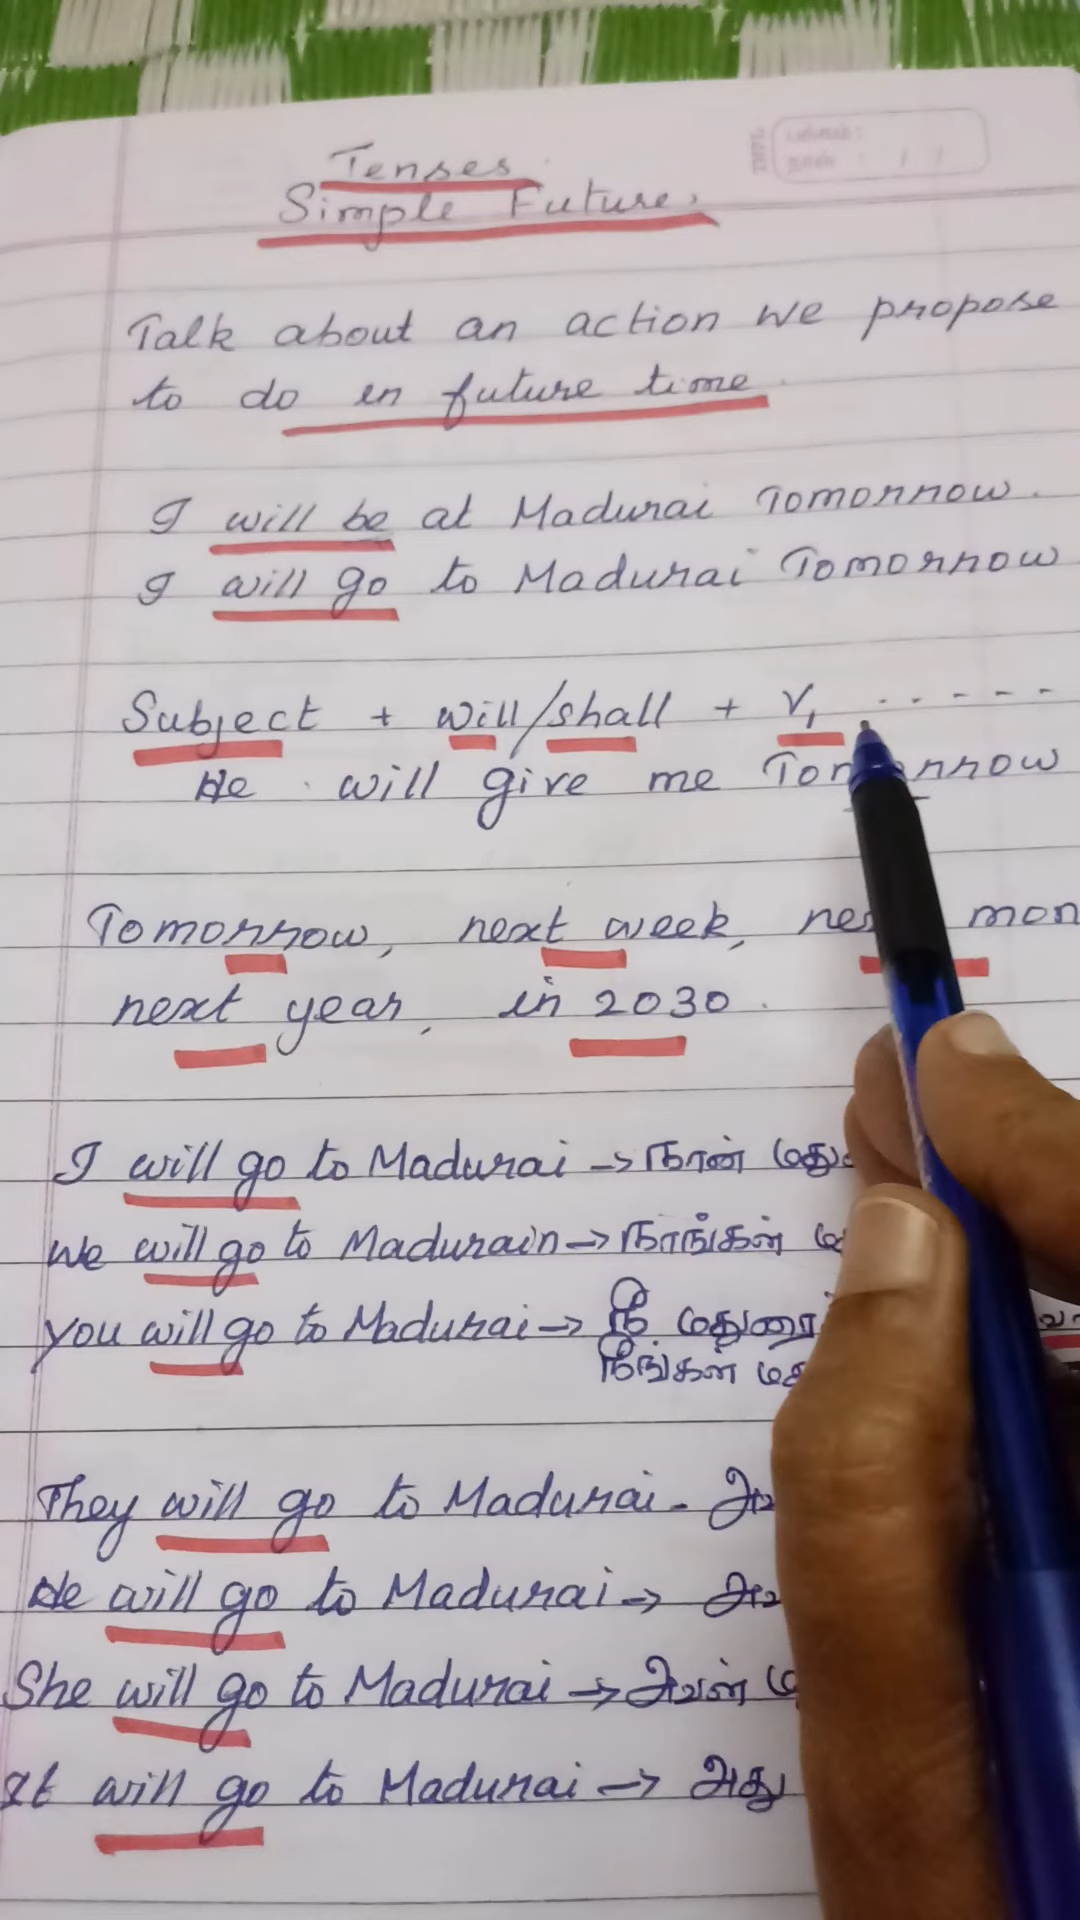 Tenses
Simple Future.
Talk about an action we propose
to do in future time.
I will be at Madurai Tomorrow.
I will go to Madurai Tomorrow
Subject + will/shall + V1 ......
He will give me Tomorrow
Tomorrow, next week, next mon
next year, in 2030.
I will go to Madurai → நான்
we will go to Madurain → நாங்கள்
you will go to Madurai → நீ மதுரை
நீங்கள்
They will go to Madurai -
He will go to Madurai →
She will go to Madurai → அவள்
It will go to Madurai → அது